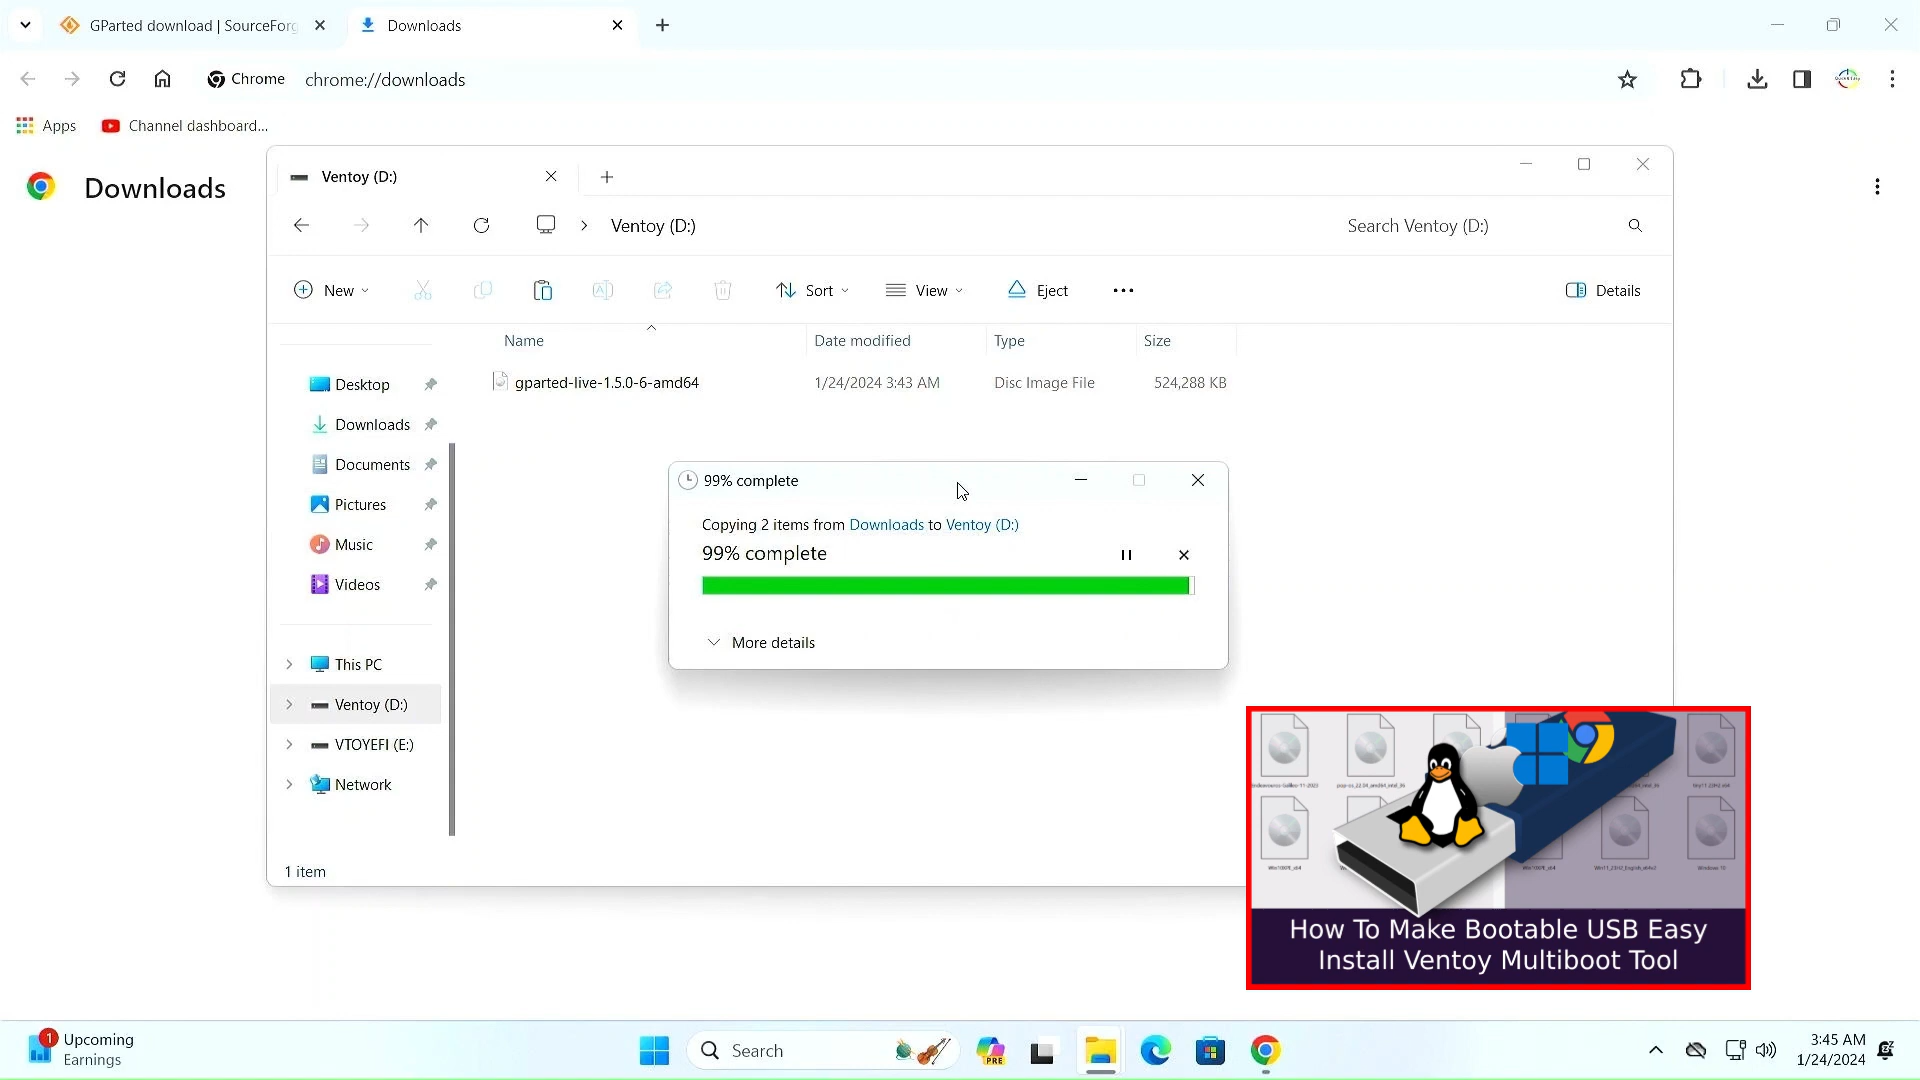 GParted download | SourceForg
Downloads
Chrome
chrome://downloads
Apps
Channel dashboard...
Downloads
Ventoy (D:)
Ventoy (D:)
Search Ventoy (D:)
New
Sort
View
Eject
Details
Name
Date modified
Type
Size
gparted-live-1.5.0-6-amd64
1/24/2024 3:43 AM
Disc Image File
524,288 KB
Desktop
Downloads
Documents
Pictures
Music
Videos
This PC
Ventoy (D:)
VTOYEFI (E:)
Network
1 item
99% complete
Copying 2 items from Downloads to Ventoy (D:)
99% complete
More details
How To Make Bootable USB Easy
Install Ventoy Multiboot Tool
1
Upcoming
Earnings
Search
PRE
3:45 AM
1/24/2024